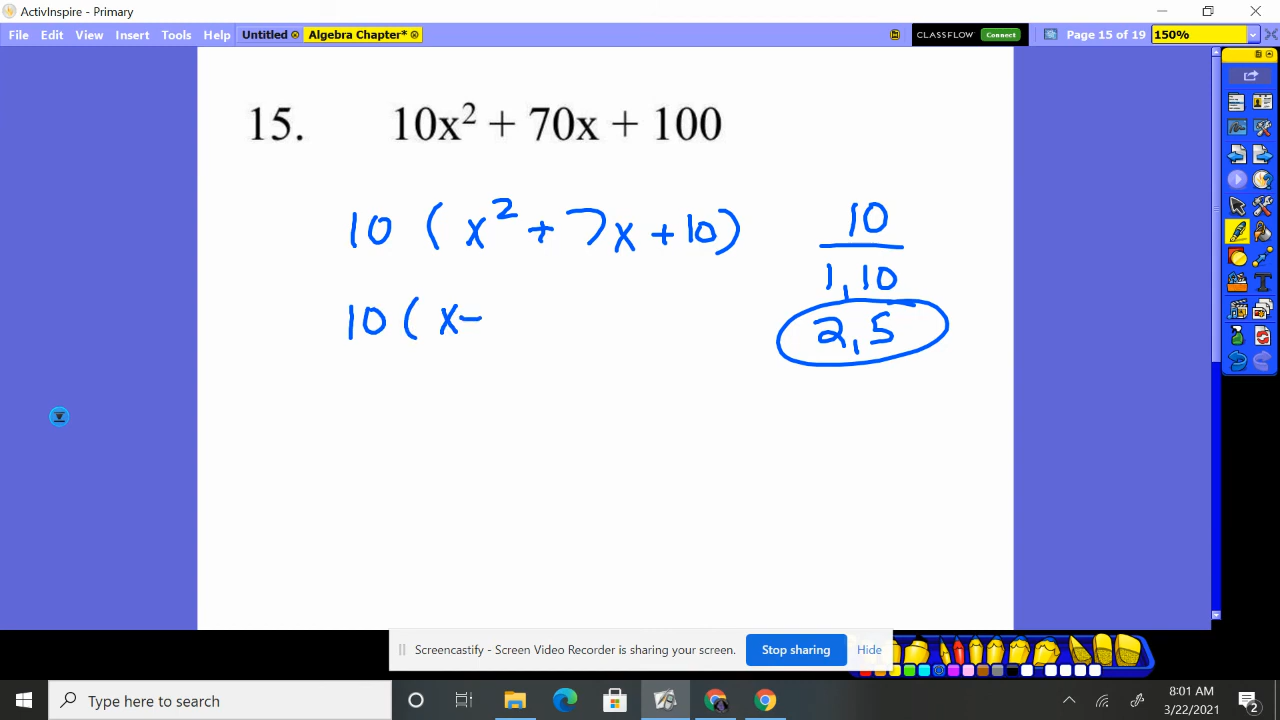 ActivInspire - Primary
File Edit View Insert Tools Help Untitled Algebra Chapter* CLASSFLOW Connect Page 15 of 19 150%
15. 10x² + 70x + 100
10 ( x² + 7x + 10)
10
1, 10
10 ( x-
2, 5
Screencastify - Screen Video Recorder is sharing your screen. Stop sharing Hide
Type here to search
8:01 AM
3/22/2021
2